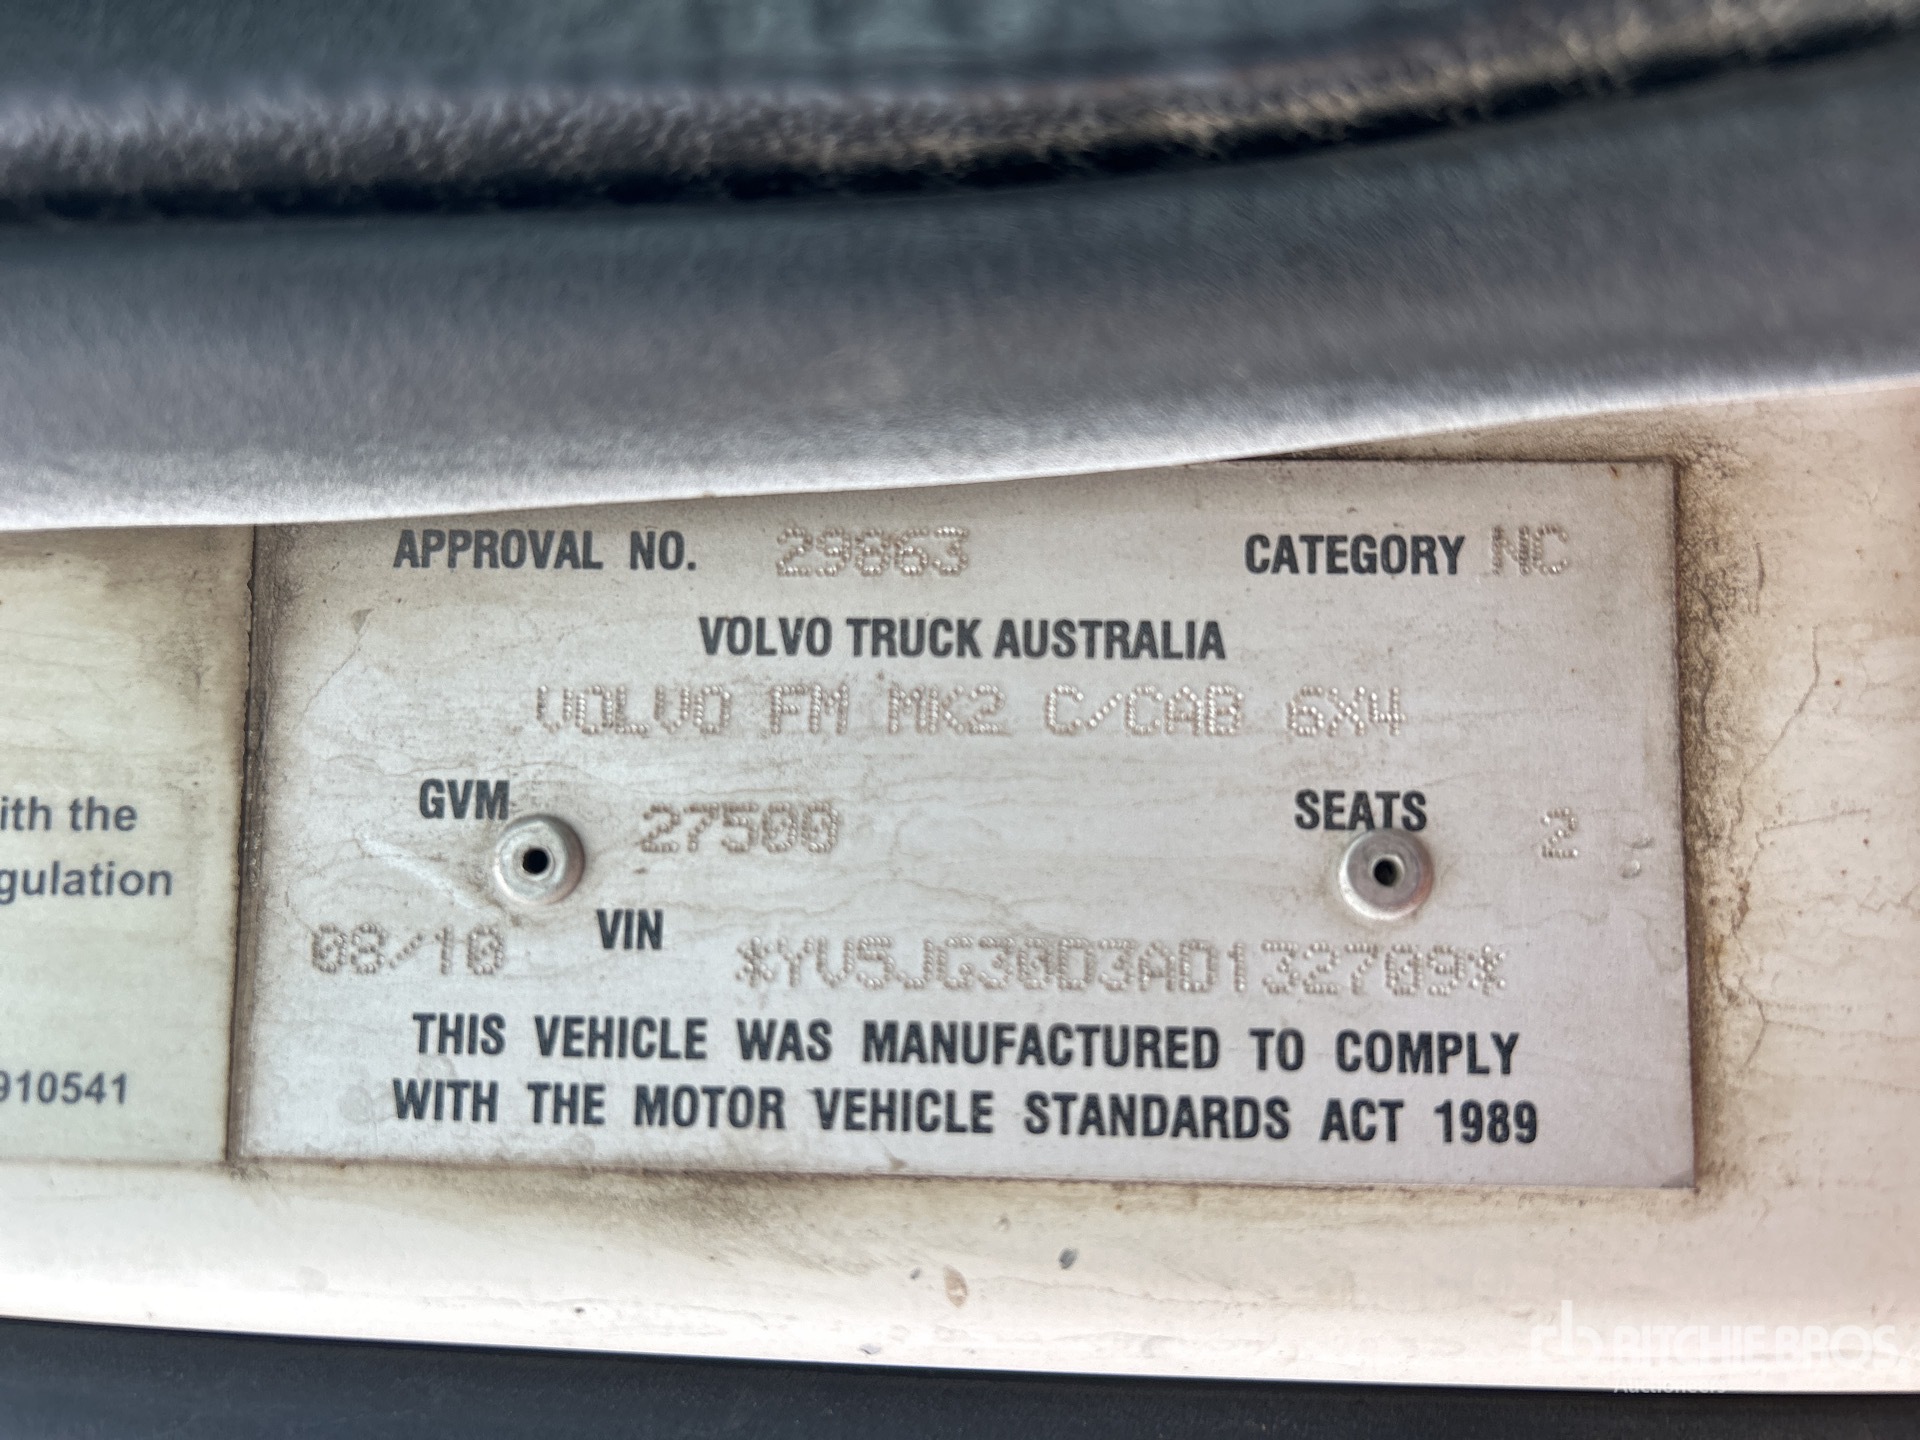 APPROVAL NO. 29863 CATEGORY NC
VOLVO TRUCK AUSTRALIA
VOLVO FM MK2 C/CAB 6X4
GVM 27500 SEATS 2
08/10 VIN *YV5JG30D3AD132709*
THIS VEHICLE WAS MANUFACTURED TO COMPLY
WITH THE MOTOR VEHICLE STANDARDS ACT 1989
ith the
gulation
910541
rb RITCHIE BROS.
Auctioneers